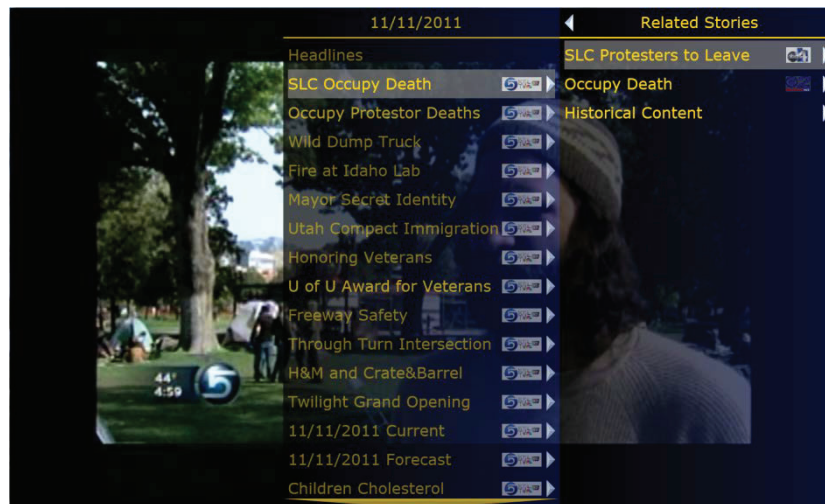 11/11/2011
Headlines
SLC Occupy Death
Occupy Protestor Deaths
Wild Dump Truck
Fire at Idaho Lab
Mayor Secret Identity
Utah Compact Immigration
Honoring Veterans
U of U Award for Veterans
Freeway Safety
Through Turn Intersection
H&M and Crate&Barrel
Twilight Grand Opening
11/11/2011 Current
11/11/2011 Forecast
Children Cholesterol
Related Stories
SLC Protesters to Leave
Occupy Death
Historical Content
44°
4:59
5